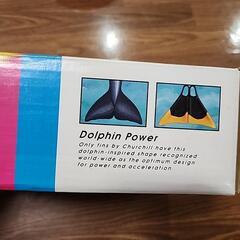 Dolphin Power
Only fins by Churchill have this
dolphin-inspired shape recognized
world-wide as the optimum design
for power and acceleration